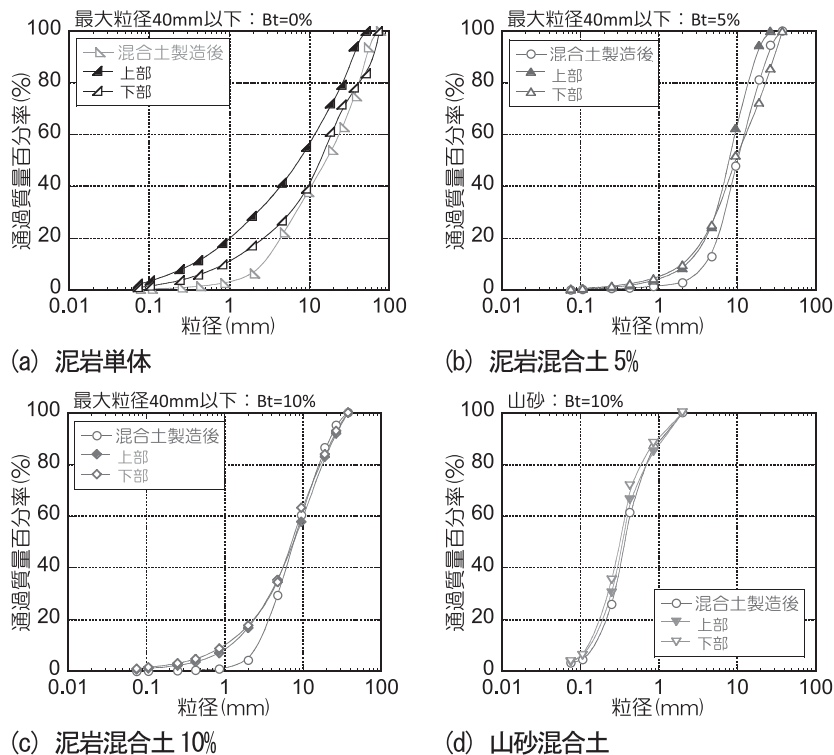 最大粒径40mm以下：Bt=0%
混合土製造後
上部
下部
通過質量百分率(%)
100
80
60
40
20
0
0.01 0.1 1 10 100
粒径(mm)
(a) 泥岩単体
最大粒径40mm以下：Bt=5%
混合土製造後
上部
下部
通過質量百分率(%)
100
80
60
40
20
0
0.01 0.1 1 10 100
粒径(mm)
(b) 泥岩混合土 5%
最大粒径40mm以下：Bt=10%
混合土製造後
上部
下部
通過質量百分率(%)
100
80
60
40
20
0
0.01 0.1 1 10 100
粒径(mm)
(c) 泥岩混合土 10%
山砂：Bt=10%
混合土製造後
上部
下部
通過質量百分率(%)
100
80
60
40
20
0
0.01 0.1 1 10 100
粒径(mm)
(d) 山砂混合土